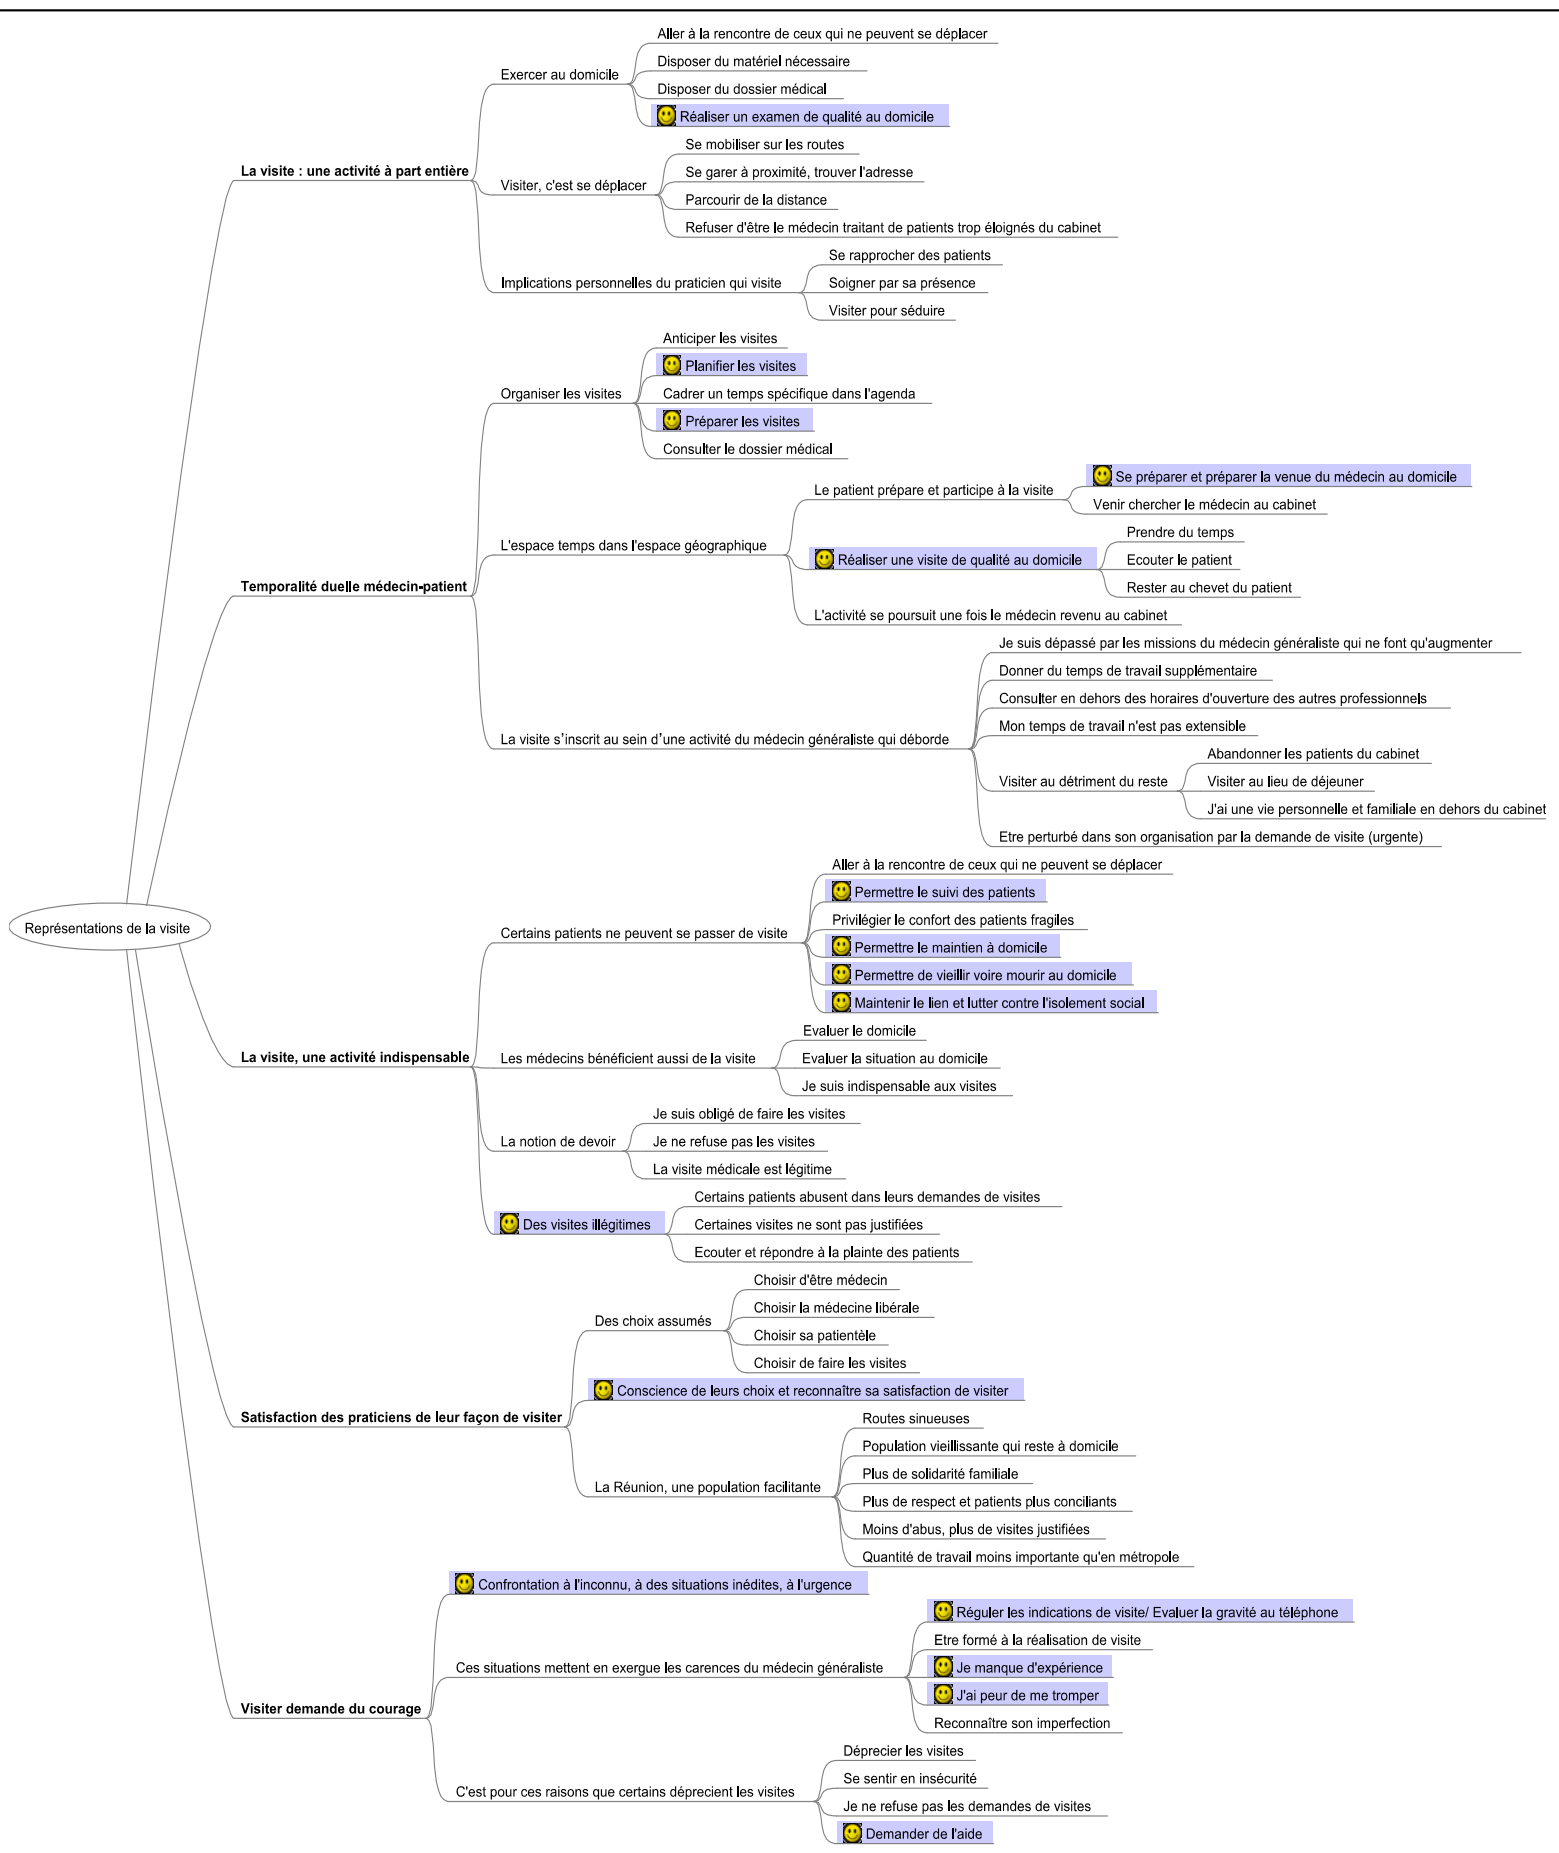 Aller à la rencontre de ceux qui ne peuvent se déplacer
Exercer au domicile
Disposer du matériel nécessaire
Disposer du dossier médical
Réaliser un examen de qualité au domicile
La visite : une activité à part entière
Se mobiliser sur les routes
Se garer à proximité, trouver l'adresse
Visiter, c'est se déplacer
Parcourir de la distance
Refuser d'être le médecin traitant de patients trop éloignés du cabinet
Se rapprocher des patients
Implications personnelles du praticien qui visite
Soigner par sa présence
Visiter pour séduire
Anticiper les visites
Planifier les visites
Organiser les visites
Cadrer un temps spécifique dans l'agenda
Préparer les visites
Consulter le dossier médical
Se préparer et préparer la venue du médecin au domicile
Le patient prépare et participe à la visite
Venir chercher le médecin au cabinet
Prendre du temps
L'espace temps dans l'espace géographique
Réaliser une visite de qualité au domicile
Ecouter le patient
Temporalité duelle médecin-patient
Rester au chevet du patient
L'activité se poursuit une fois le médecin revenu au cabinet
Je suis dépassé par les missions du médecin généraliste qui ne font qu'augmenter
Donner du temps de travail supplémentaire
Consulter en dehors des horaires d'ouverture des autres professionnels
Mon temps de travail n'est pas extensible
La visite s’inscrit au sein d’une activité du médecin généraliste qui déborde
Abandonner les patients du cabinet
Visiter au détriment du reste
Visiter au lieu de déjeuner
J'ai une vie personnelle et familiale en dehors du cabinet
Etre perturbé dans son organisation par la demande de visite (urgente)
Aller à la rencontre de ceux qui ne peuvent se déplacer
Permettre le suivi des patients
Représentations de la visite
Privilégier le confort des patients fragiles
Certains patients ne peuvent se passer de visite
Permettre le maintien à domicile
Permettre de vieillir voire mourir au domicile
Maintenir le lien et lutter contre l'isolement social
Evaluer le domicile
La visite, une activité indispensable
Les médecins bénéficient aussi de la visite
Evaluer la situation au domicile
Je suis indispensable aux visites
Je suis obligé de faire les visites
La notion de devoir
Je ne refuse pas les visites
La visite médicale est légitime
Certains patients abusent dans leurs demandes de visites
Des visites illégitimes
Certaines visites ne sont pas justifiées
Ecouter et répondre à la plainte des patients
Choisir d'être médecin
Choisir la médecine libérale
Des choix assumés
Choisir sa patientèle
Choisir de faire les visites
Conscience de leurs choix et reconnaître sa satisfaction de visiter
Satisfaction des praticiens de leur façon de visiter
Routes sinueuses
Population vieillissante qui reste à domicile
Plus de solidarité familiale
La Réunion, une population facilitante
Plus de respect et patients plus conciliants
Moins d'abus, plus de visites justifiées
Quantité de travail moins importante qu'en métropole
Confrontation à l'inconnu, à des situations inédites, à l'urgence
Réguler les indications de visite/ Evaluer la gravité au téléphone
Etre formé à la réalisation de visite
Ces situations mettent en exergue les carences du médecin généraliste
Je manque d'expérience
J'ai peur de me tromper
Visiter demande du courage
Reconnaître son imperfection
Déprecier les visites
Se sentir en insécurité
C'est pour ces raisons que certains déprecient les visites
Je ne refuse pas les demandes de visites
Demander de l'aide